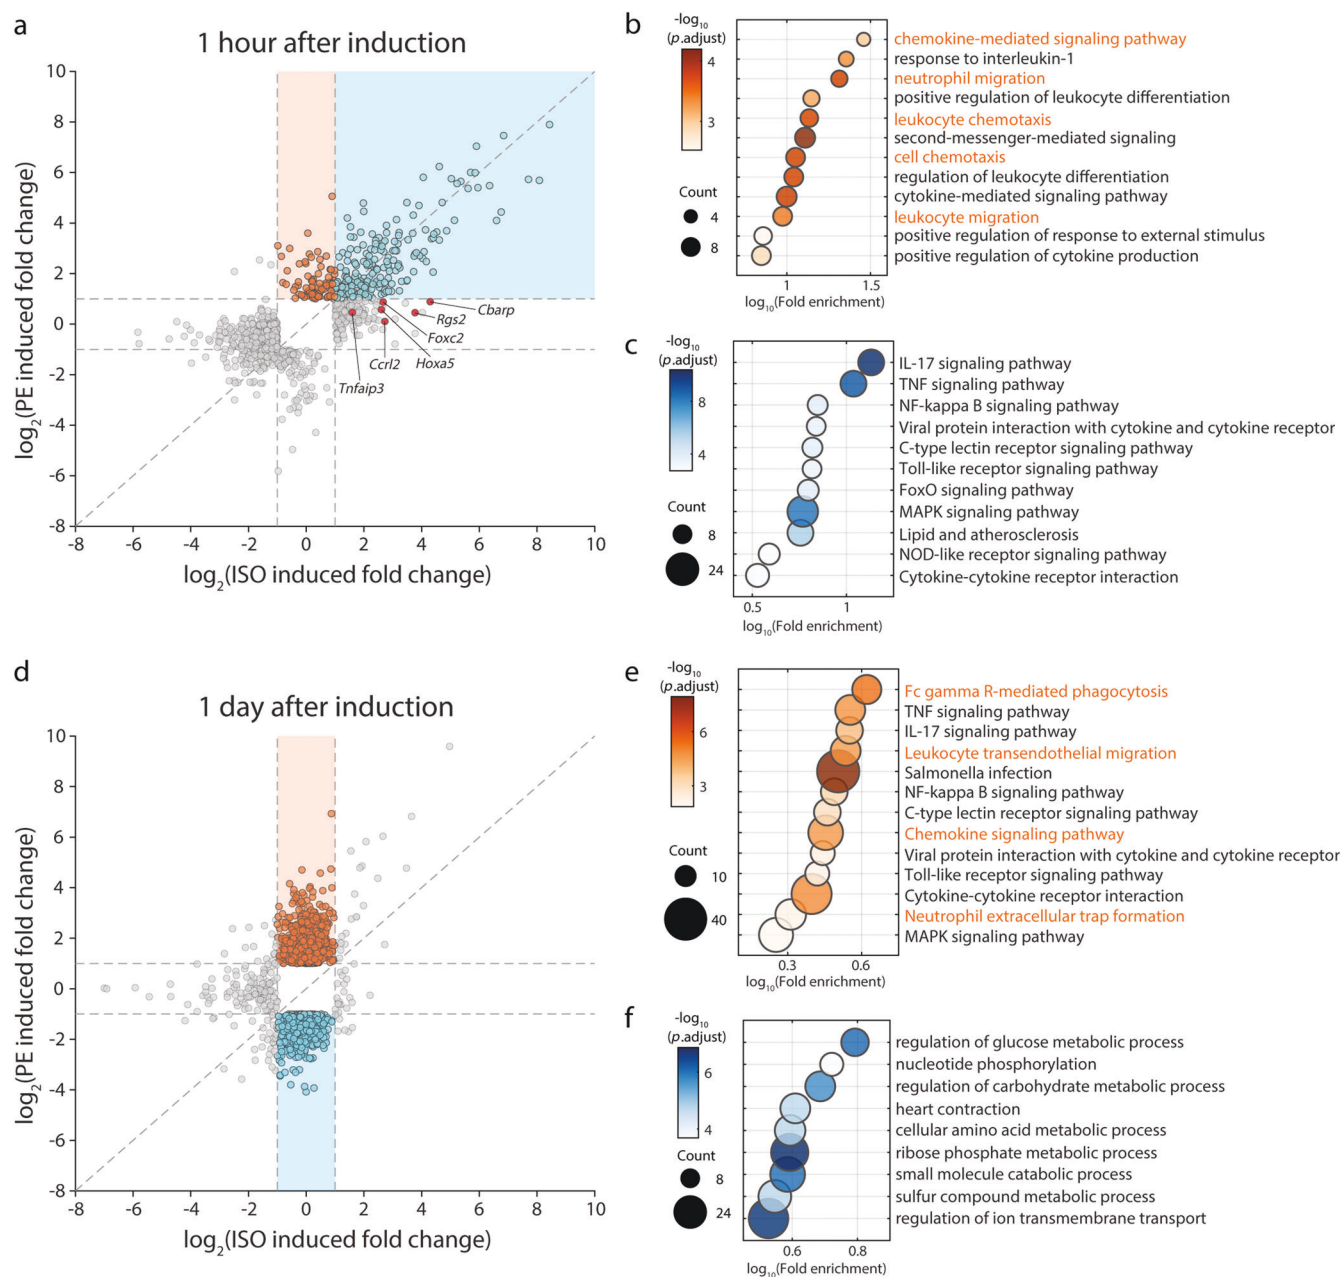 a
1 hour after induction
log2(PE induced fold change)
10
8
6
4
2
0
-2
-4
-6
-8
Cbarp
Rgs2
Foxc2
Ccrl2
Hoxa5
Tnfaip3
-8 -6 -4 -2 0 2 4 6 8 10
log2(ISO induced fold change)
b
-log10
(p.adjust)
4
3
Count
4
8
chemokine-mediated signaling pathway
response to interleukin-1
neutrophil migration
positive regulation of leukocyte differentiation
leukocyte chemotaxis
second-messenger-mediated signaling
cell chemotaxis
regulation of leukocyte differentiation
cytokine-mediated signaling pathway
leukocyte migration
positive regulation of response to external stimulus
positive regulation of cytokine production
1 1.5
log10(Fold enrichment)
c
-log10
(p.adjust)
8
4
Count
8
24
IL-17 signaling pathway
TNF signaling pathway
NF-kappa B signaling pathway
Viral protein interaction with cytokine and cytokine receptor
C-type lectin receptor signaling pathway
Toll-like receptor signaling pathway
FoxO signaling pathway
MAPK signaling pathway
Lipid and atherosclerosis
NOD-like receptor signaling pathway
Cytokine-cytokine receptor interaction
0.5 1
log10(Fold enrichment)
d
1 day after induction
log2(PE induced fold change)
10
8
6
4
2
0
-2
-4
-6
-8
-8 -6 -4 -2 0 2 4 6 8 10
log2(ISO induced fold change)
e
-log10
(p.adjust)
6
3
Count
10
40
Fc gamma R-mediated phagocytosis
TNF signaling pathway
IL-17 signaling pathway
Leukocyte transendothelial migration
Salmonella infection
NF-kappa B signaling pathway
C-type lectin receptor signaling pathway
Chemokine signaling pathway
Viral protein interaction with cytokine and cytokine receptor
Toll-like receptor signaling pathway
Cytokine-cytokine receptor interaction
Neutrophil extracellular trap formation
MAPK signaling pathway
0.3 0.6
log10(Fold enrichment)
f
-log10
(p.adjust)
6
4
Count
8
24
regulation of glucose metabolic process
nucleotide phosphorylation
regulation of carbohydrate metabolic process
heart contraction
cellular amino acid metabolic process
ribose phosphate metabolic process
small molecule catabolic process
sulfur compound metabolic process
regulation of ion transmembrane transport
0.6 0.8
log10(Fold enrichment)